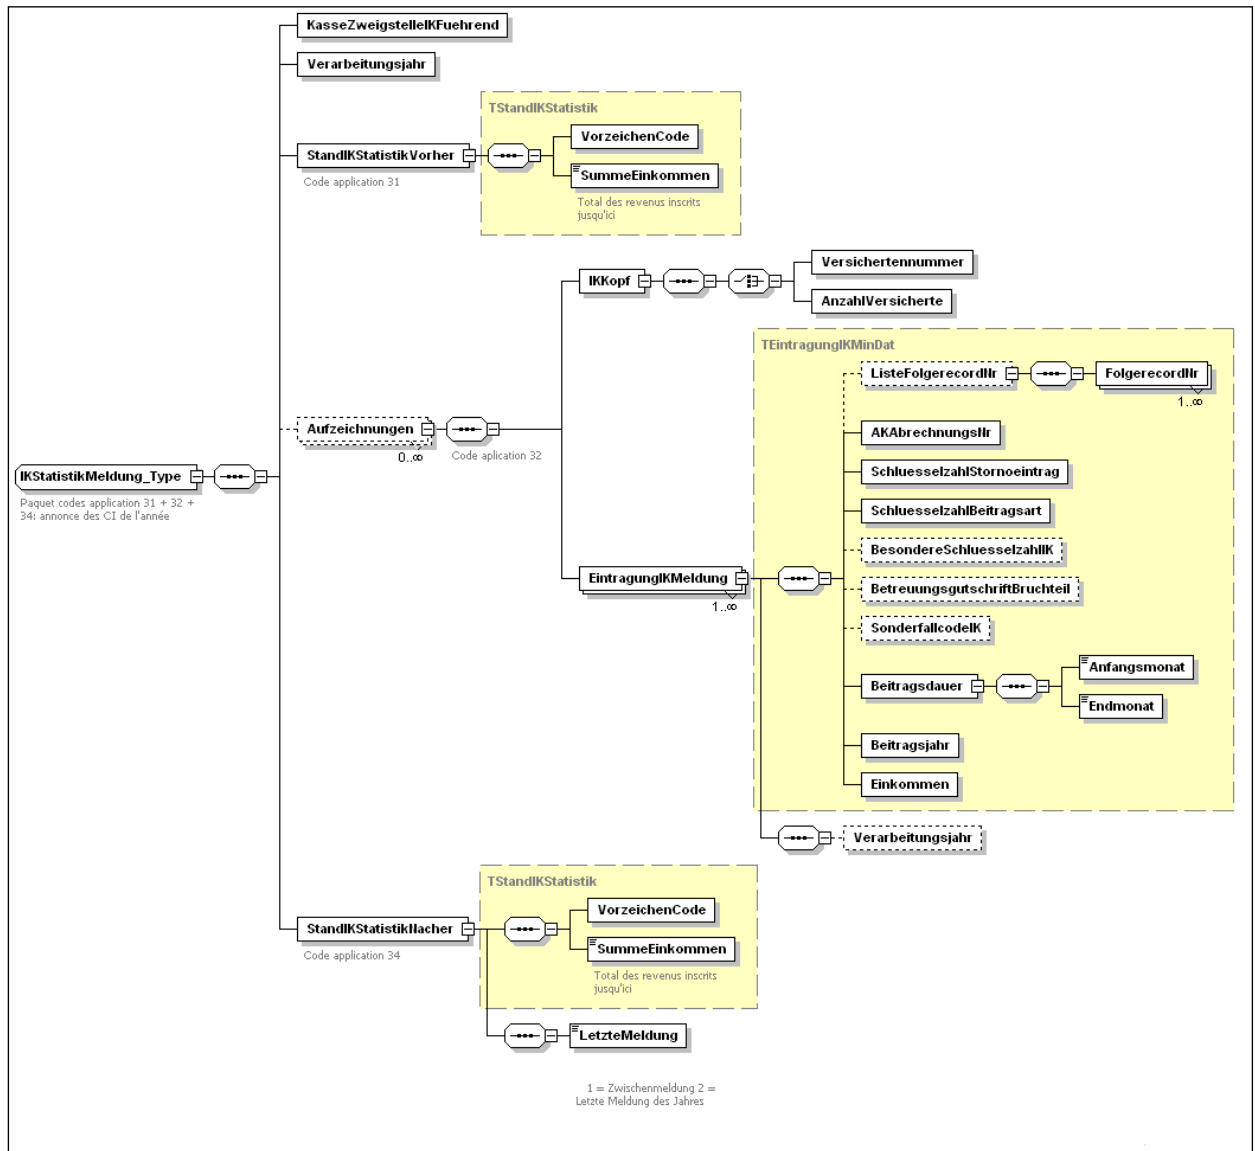 KasseZweigstelleIKFuehrend
Verarbeitungsjahr
TStandIKStatistik
VorzeichenCode
StandIKStatistikVorher
SummeEinkommen
Code application 31
Total des revenus inscrits
jusqu'ici
Versichertennummer
IKKopf
AnzahlVersicherte
TEintragungIKMinDat
ListeFolgerecordNr
FolgerecordNr
1..∞
Aufzeichnungen
AKAbrechnungsNr
0..∞
Code aplication 32
IKStatistikMeldung_Type
SchluesselzahlStornoeintrag
Paquet codes application 31 + 32 +
34: annonce des CI de l'année
SchluesselzahlBeitragsart
BesondereSchluesselzahlIK
EintragungIKMeldung
1..∞
BetreuungsgutschriftBruchteil
SonderfallcodeIK
Anfangsmonat
Beitragsdauer
Endmonat
Beitragsjahr
Einkommen
Verarbeitungsjahr
TStandIKStatistik
VorzeichenCode
StandIKStatistikNacher
SummeEinkommen
Code application 34
Total des revenus inscrits
jusqu'ici
LetzteMeldung
1 = Zwischenmeldung 2 =
Letzte Meldung des Jahres